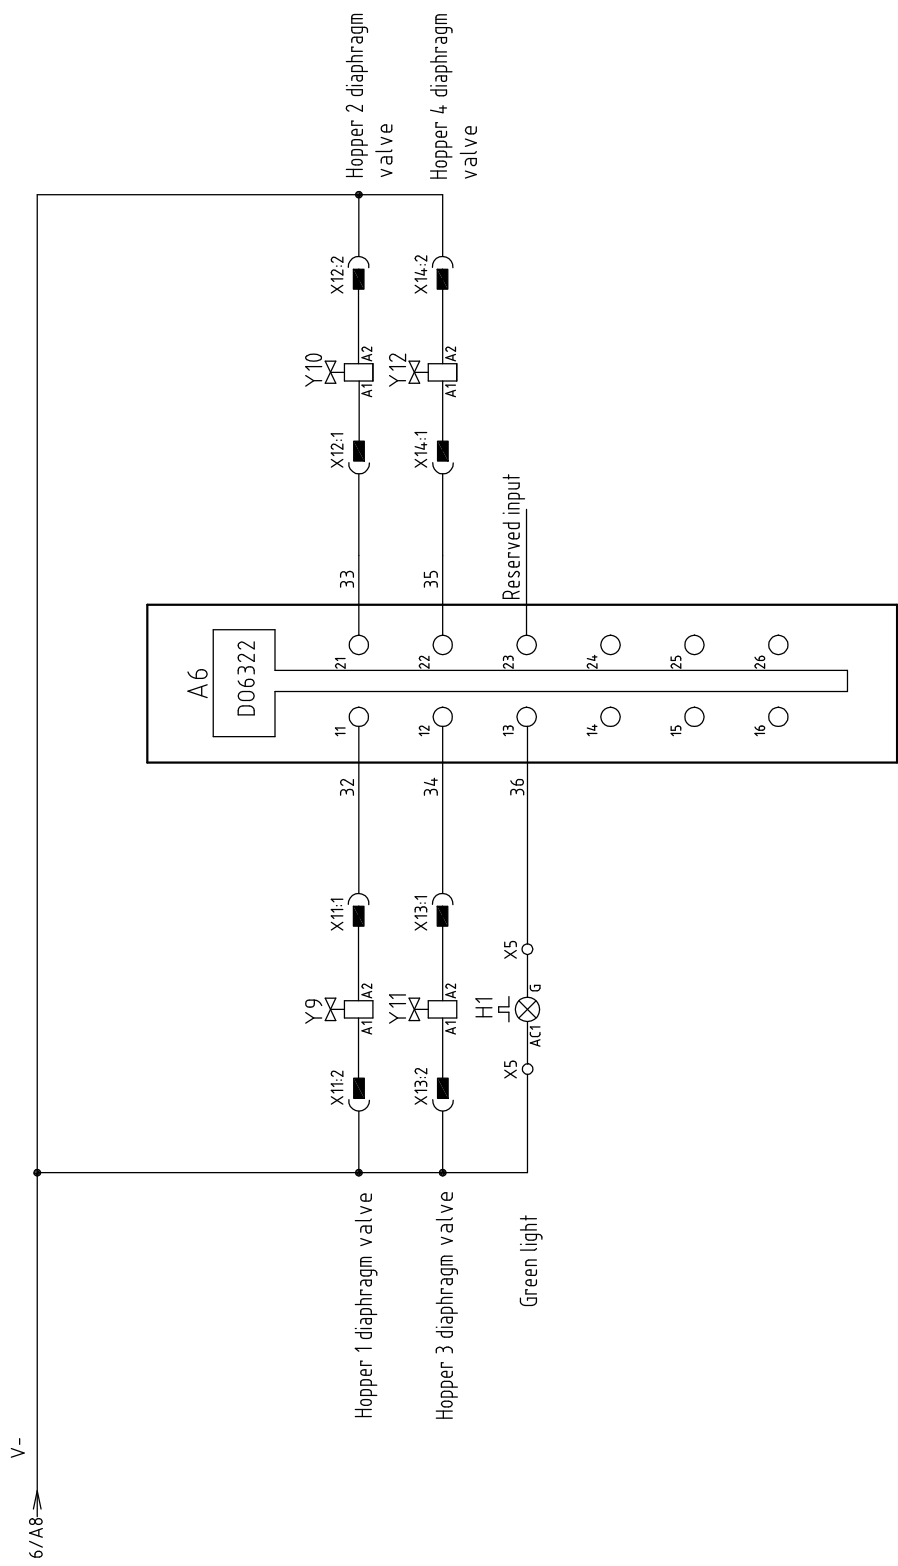 6/A8
V-
Hopper 1 diaphragm valve
Hopper 3 diaphragm valve
Green light
X11:2
Y9
A1
A2
X11:1
32
X13:2
Y11
A1
A2
X13:1
34
X5
H1
AC1
G
X5
36
A6
DO6322
11
21
12
22
13
23
14
24
15
25
16
26
33
X12:1
Y10
A1
A2
X12:2
35
X14:1
Y12
A1
A2
X14:2
Reserved input
Hopper 2 diaphragm
valve
Hopper 4 diaphragm
valve